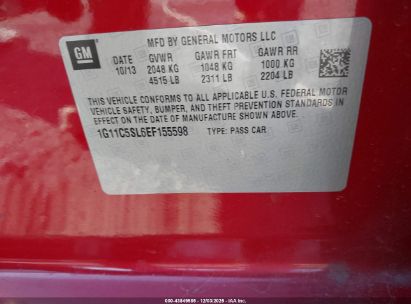 GM
MFD BY GENERAL MOTORS LLC
10/13 GVWR GAWR FRT GAWR RR
2048 KG 1048 KG 1000 KG
4515 LB 2311 LB 2204 LB
THIS VEHICLE CONFORMS TO ALL APPLICABLE U.S. FEDERAL MOTOR
VEHICLE SAFETY, BUMPER, AND THEFT PREVENTION STANDARDS IN
EFFECT ON THE DATE OF MANUFACTURE SHOWN ABOVE.
1G11C5SL6EF155598 TYPE: PASS CAR